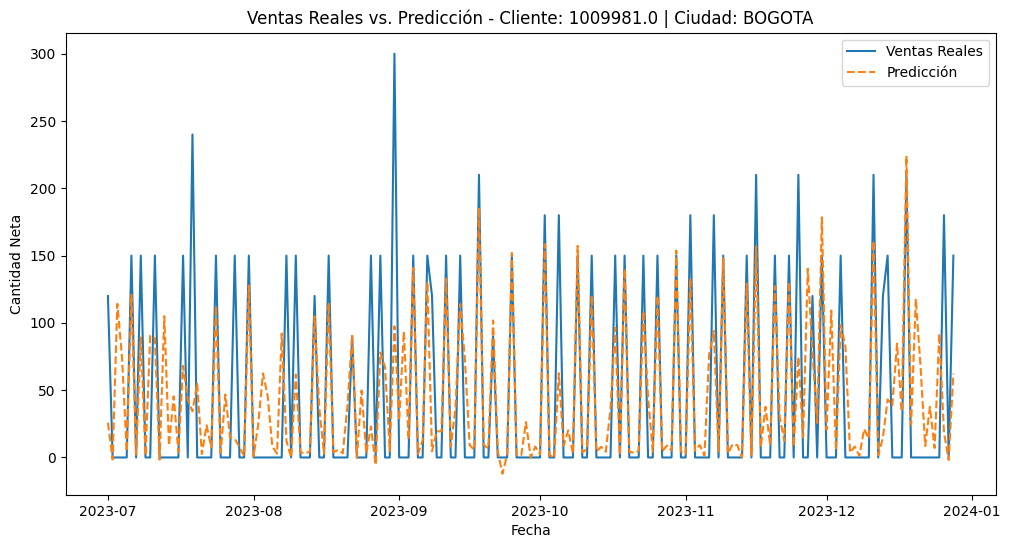 Ventas Reales vs. Predicción - Cliente: 1009981.0 | Ciudad: BOGOTA
Ventas Reales
Predicción
Cantidad Neta
300
250
200
150
100
50
0
2023-07
2023-08
2023-09
2023-10
2023-11
2023-12
2024-01
Fecha